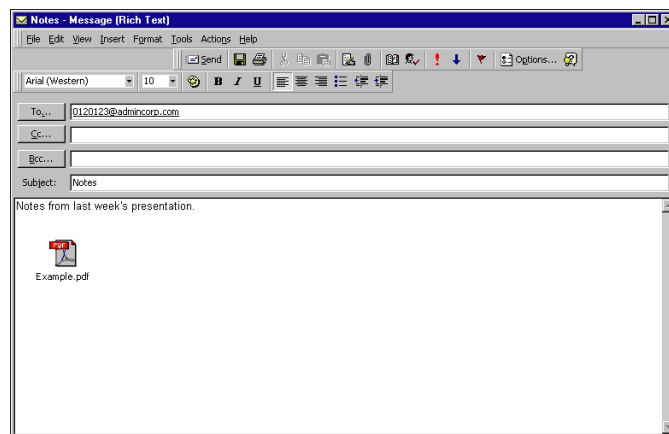 Notes - Message (Rich Text)
File Edit View Insert Format Tools Actions Help
Send Options...
Arial (Western) 10 B I U
To... 0120123@admincorp.com
Cc...
Bcc...
Subject: Notes
Notes from last week's presentation.
PDF
Example.pdf